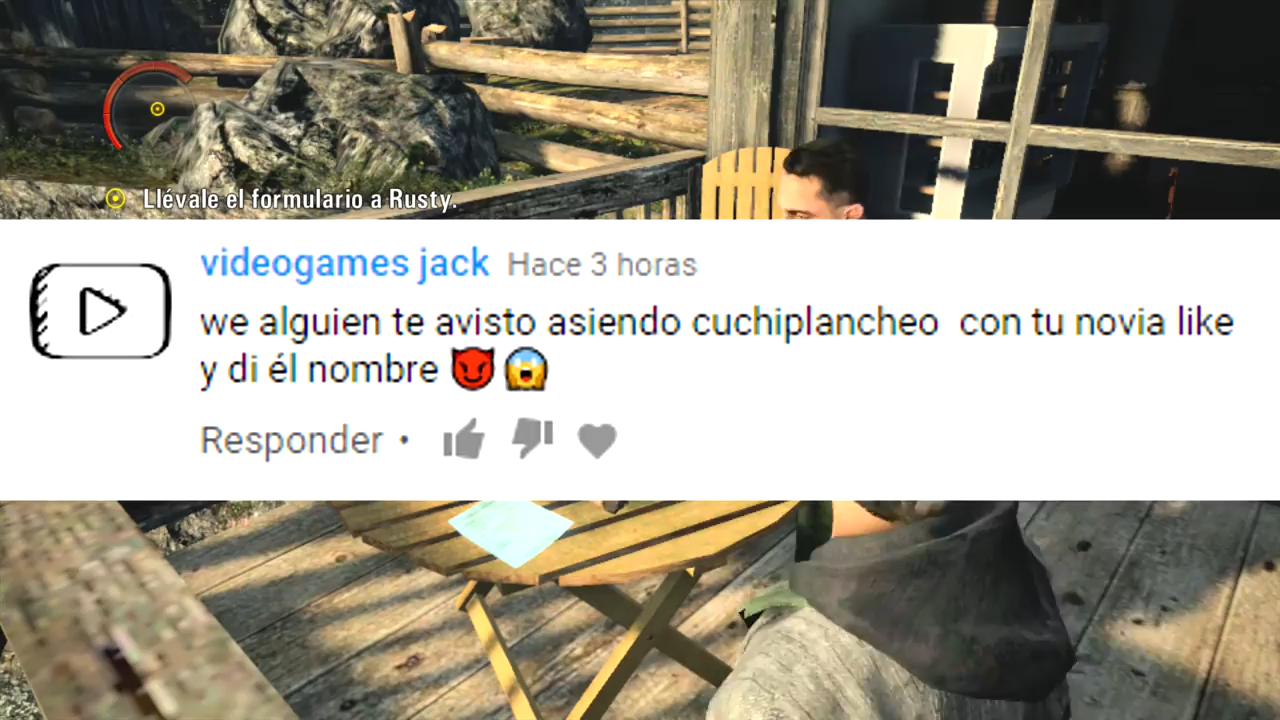 Llévale el formulario a Rusty.
videogames jack Hace 3 horas
we alguien te avisto asiendo cuchiplancheo con tu novia like
y di él nombre 😈😱
Responder •